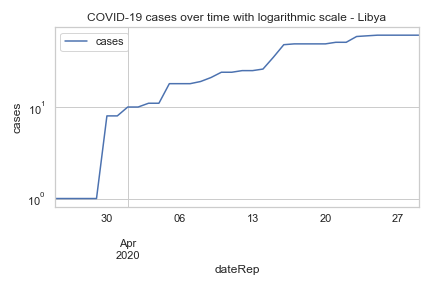 COVID-19 cases over time with logarithmic scale - Libya
cases
cases
10¹
10⁰
30
06
13
20
27
Apr
2020
dateRep